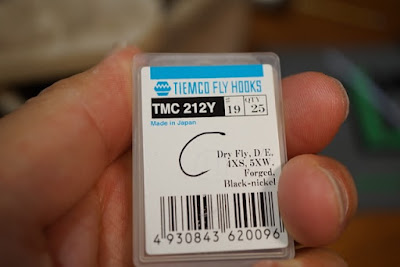 TIEMCO FLY HOOKS
TMC 212Y # 19 QTY 25
Made in Japan
Dry Fly, D/E.
4XS, 5XW,
Forged,
Black-nickel
4 930843 620096